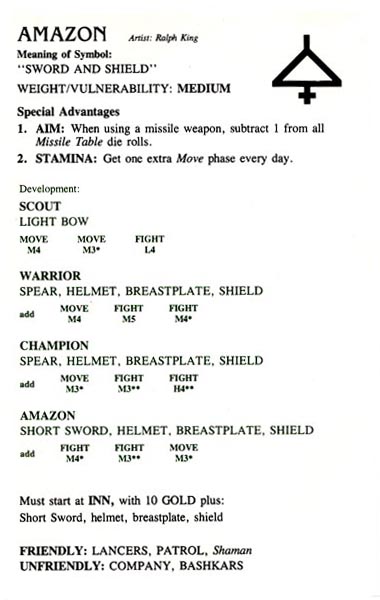 AMAZON Artist: Ralph King
Meaning of Symbol:
"SWORD AND SHIELD"
WEIGHT/VULNERABILITY: MEDIUM
Special Advantages
1. AIM: When using a missile weapon, subtract 1 from all
Missile Table die rolls.
2. STAMINA: Get one extra Move phase every day.
Development:
SCOUT
LIGHT BOW
MOVE MOVE FIGHT
M4 M3* L4
WARRIOR
SPEAR, HELMET, BREASTPLATE, SHIELD
MOVE FIGHT FIGHT
add M4 M5 M4*
CHAMPION
SPEAR, HELMET, BREASTPLATE, SHIELD
MOVE FIGHT FIGHT
add M3* M3** H4**
AMAZON
SHORT SWORD, HELMET, BREASTPLATE, SHIELD
FIGHT FIGHT MOVE
add M4* M3** M3*
Must start at INN, with 10 GOLD plus:
Short Sword, helmet, breastplate, shield
FRIENDLY: LANCERS, PATROL, Shaman
UNFRIENDLY: COMPANY, BASHKARS